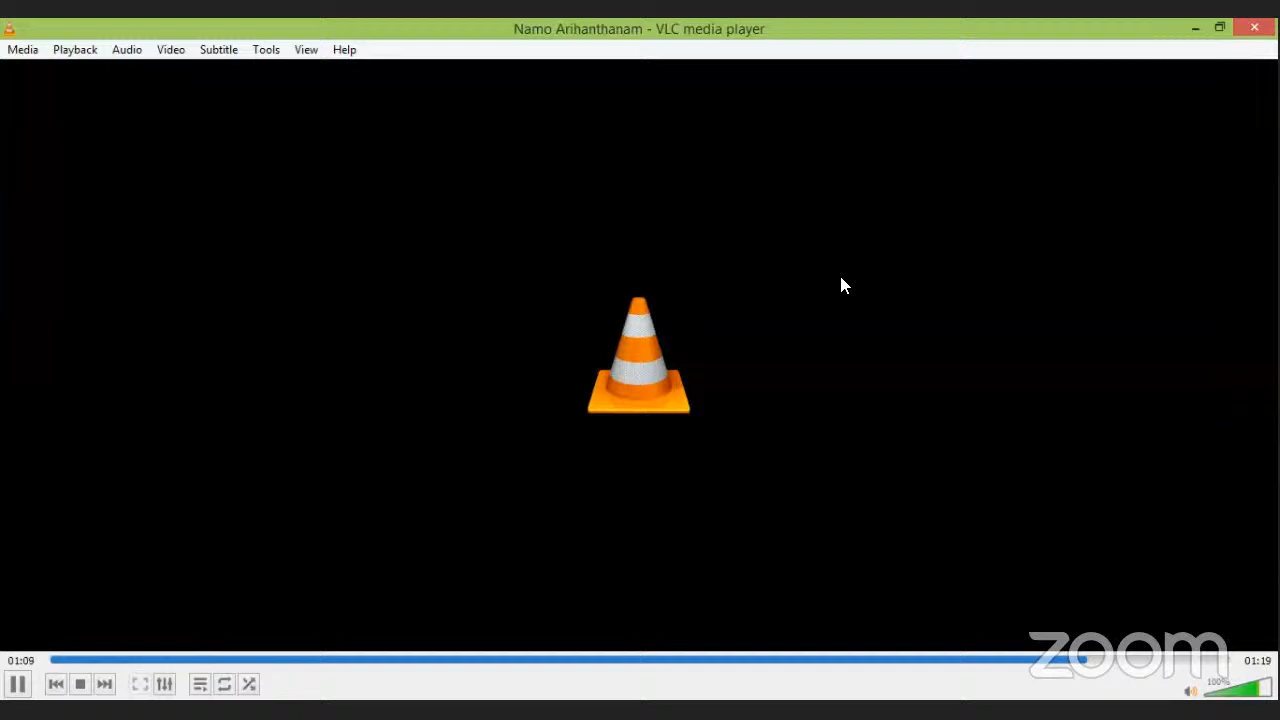 Namo Arihanthanam - VLC media player
Media Playback Audio Video Subtitle Tools View Help
01:09
01:19
100%
zoom